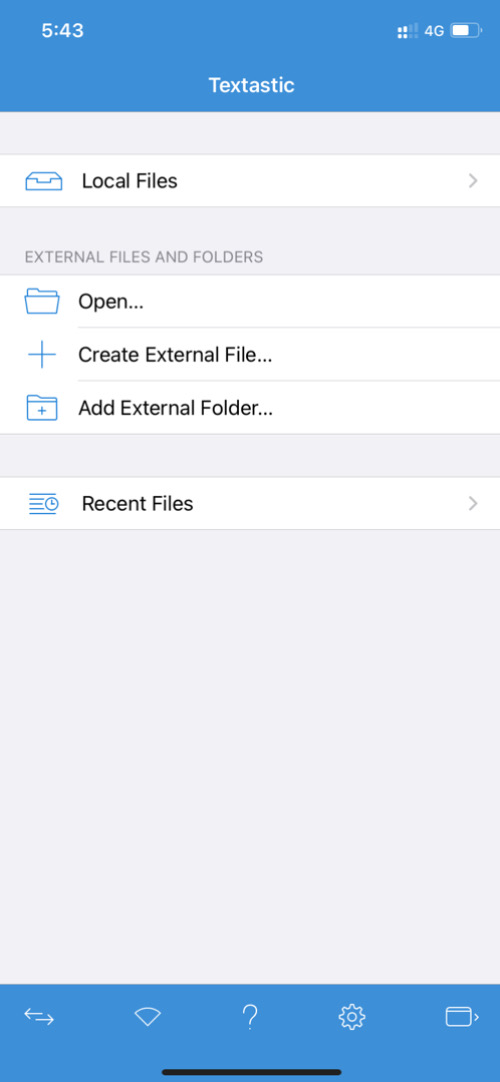 5:43
4G
Textastic
Local Files
EXTERNAL FILES AND FOLDERS
Open...
Create External File...
Add External Folder...
Recent Files